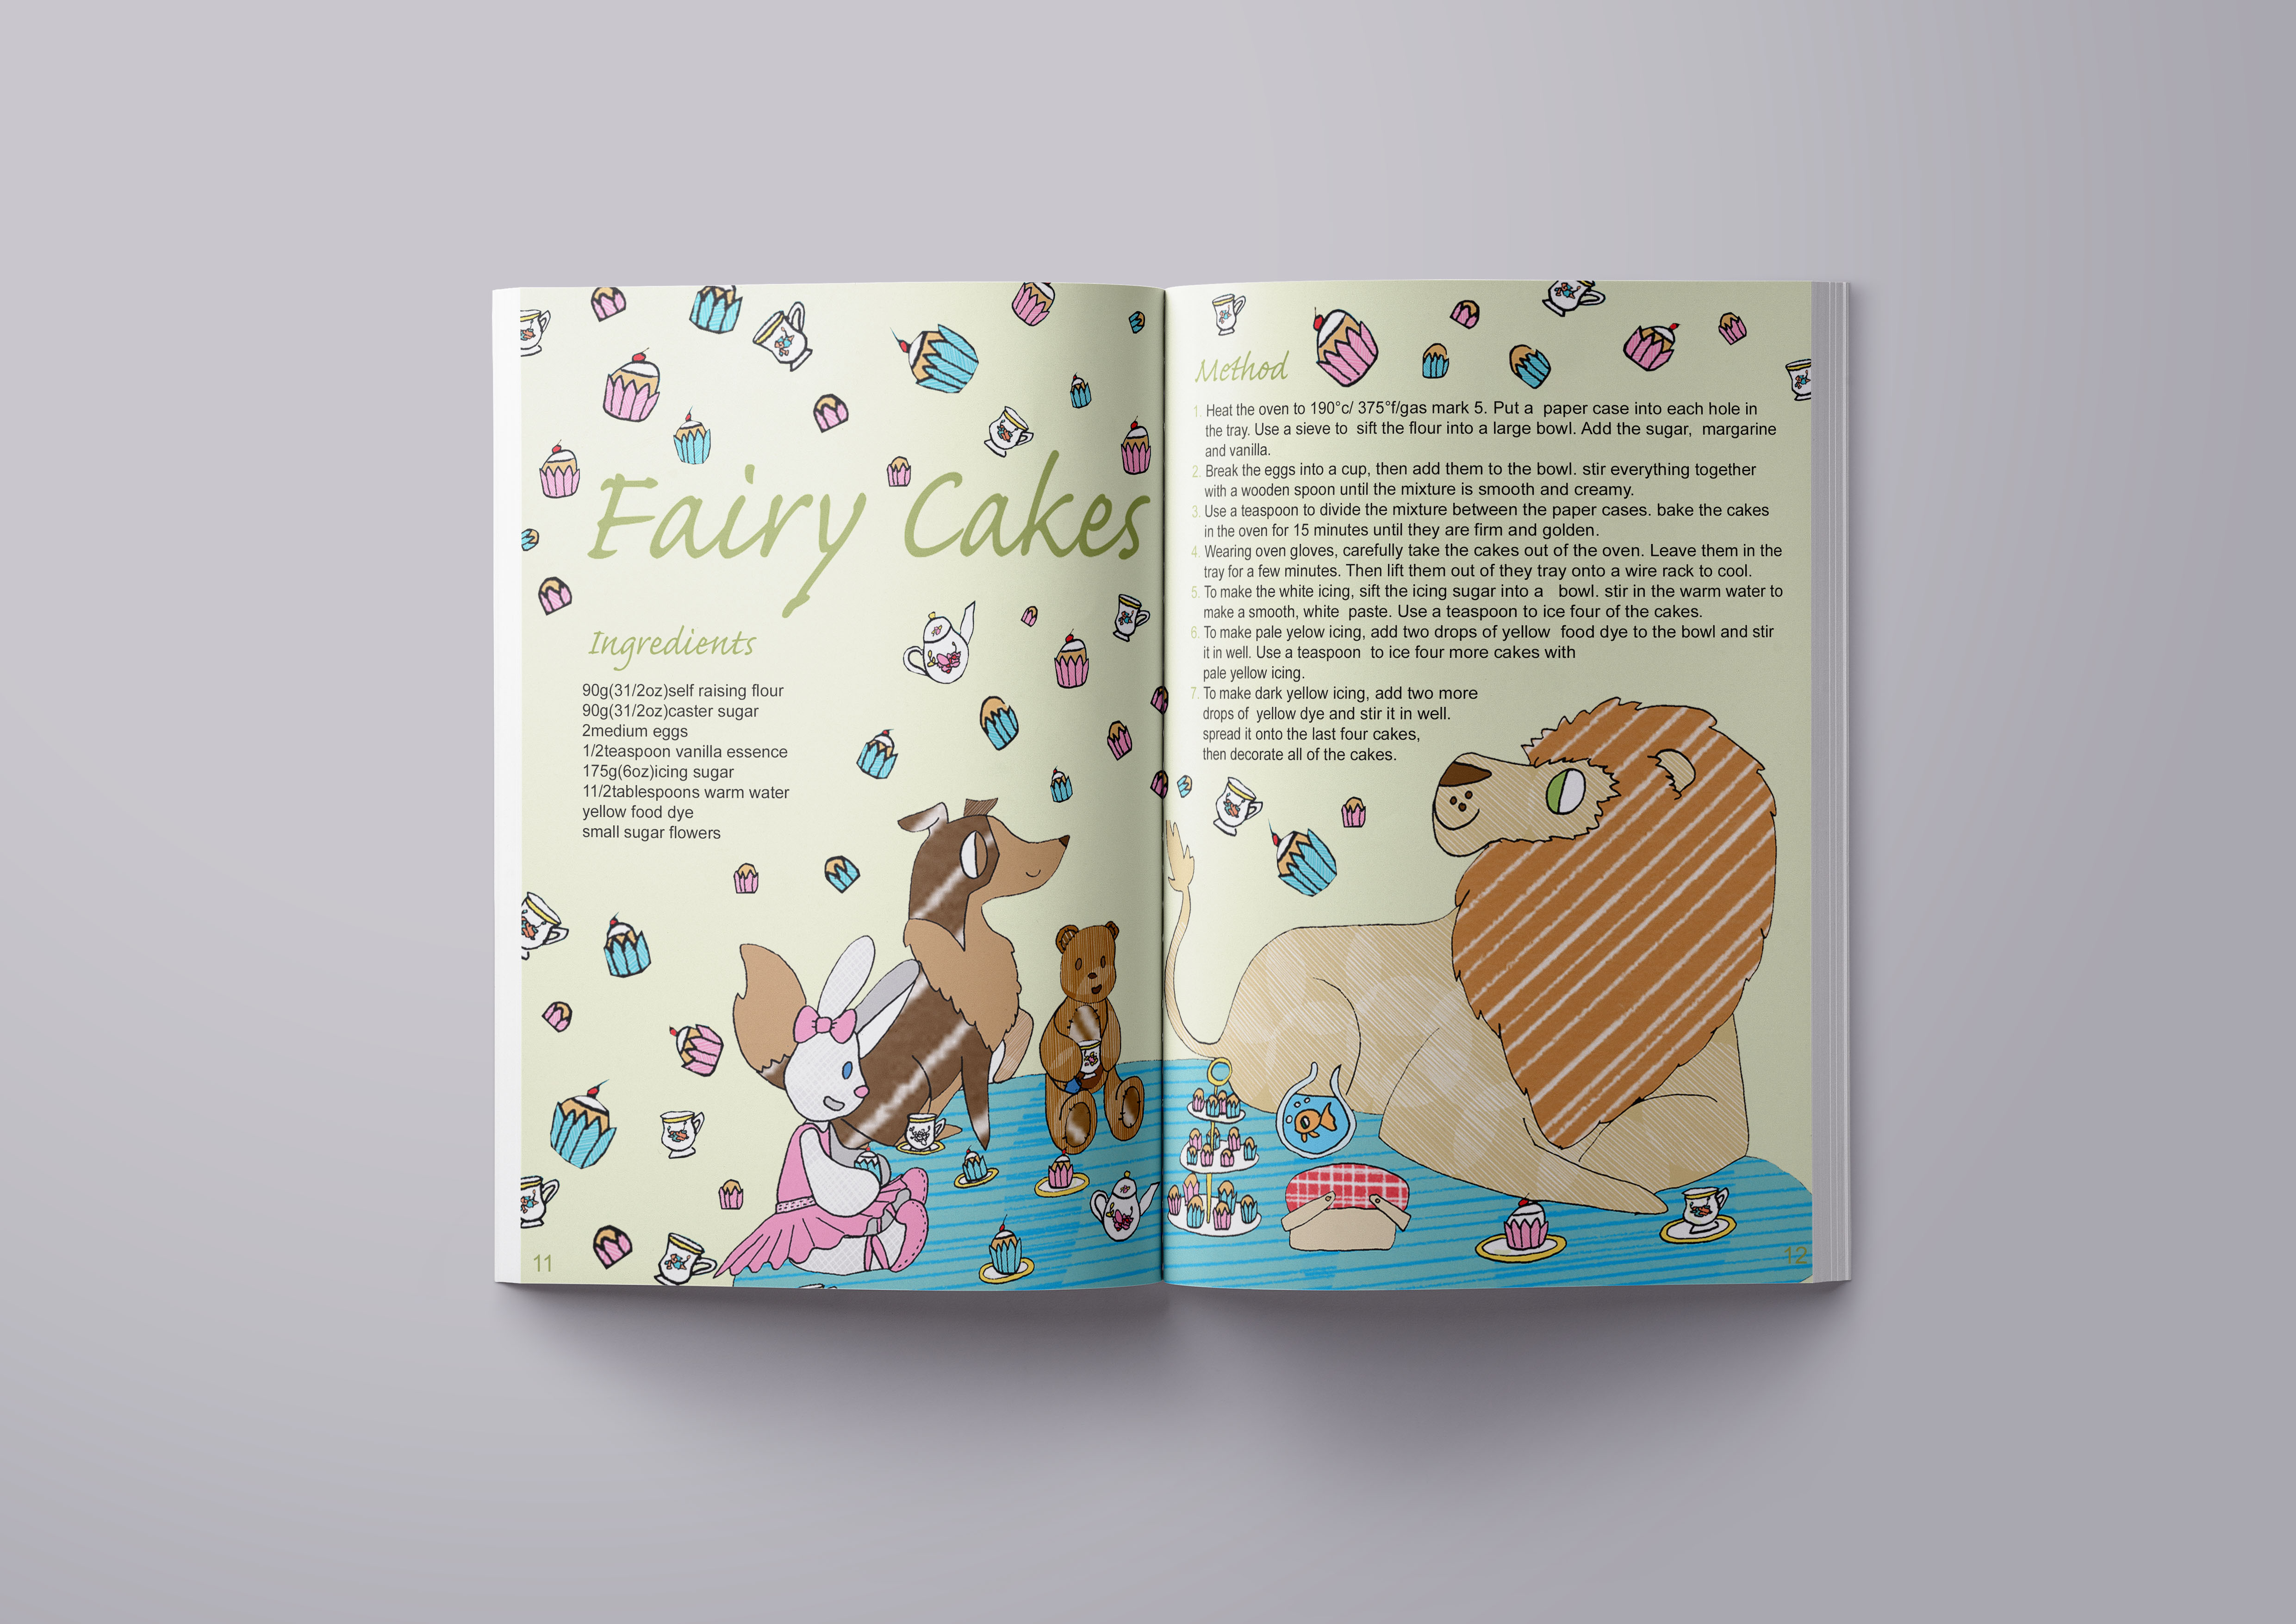 Fairy Cakes
Ingredients
90g(31/2oz)self raising flour
90g(31/2oz)caster sugar
2medium eggs
1/2teaspoon vanilla essence
175g(6oz)icing sugar
11/2tablespoons warm water
yellow food dye
small sugar flowers
11
Method
1. Heat the oven to 190°c/ 375°f/gas mark 5. Put a paper case into each hole in
the tray. Use a sieve to sift the flour into a large bowl. Add the sugar, margarine
and vanilla.
2. Break the eggs into a cup, then add them to the bowl. stir everything together
with a wooden spoon until the mixture is smooth and creamy.
3. Use a teaspoon to divide the mixture between the paper cases. bake the cakes
in the oven for 15 minutes until they are firm and golden.
4. Wearing oven gloves, carefully take the cakes out of the oven. Leave them in the
tray for a few minutes. Then lift them out of they tray onto a wire rack to cool.
5. To make the white icing, sift the icing sugar into a bowl. stir in the warm water to
make a smooth, white paste. Use a teaspoon to ice four of the cakes.
6. To make pale yelow icing, add two drops of yellow food dye to the bowl and stir
it in well. Use a teaspoon to ice four more cakes with
pale yellow icing.
7. To make dark yellow icing, add two more
drops of yellow dye and stir it in well.
spread it onto the last four cakes,
then decorate all of the cakes.
12